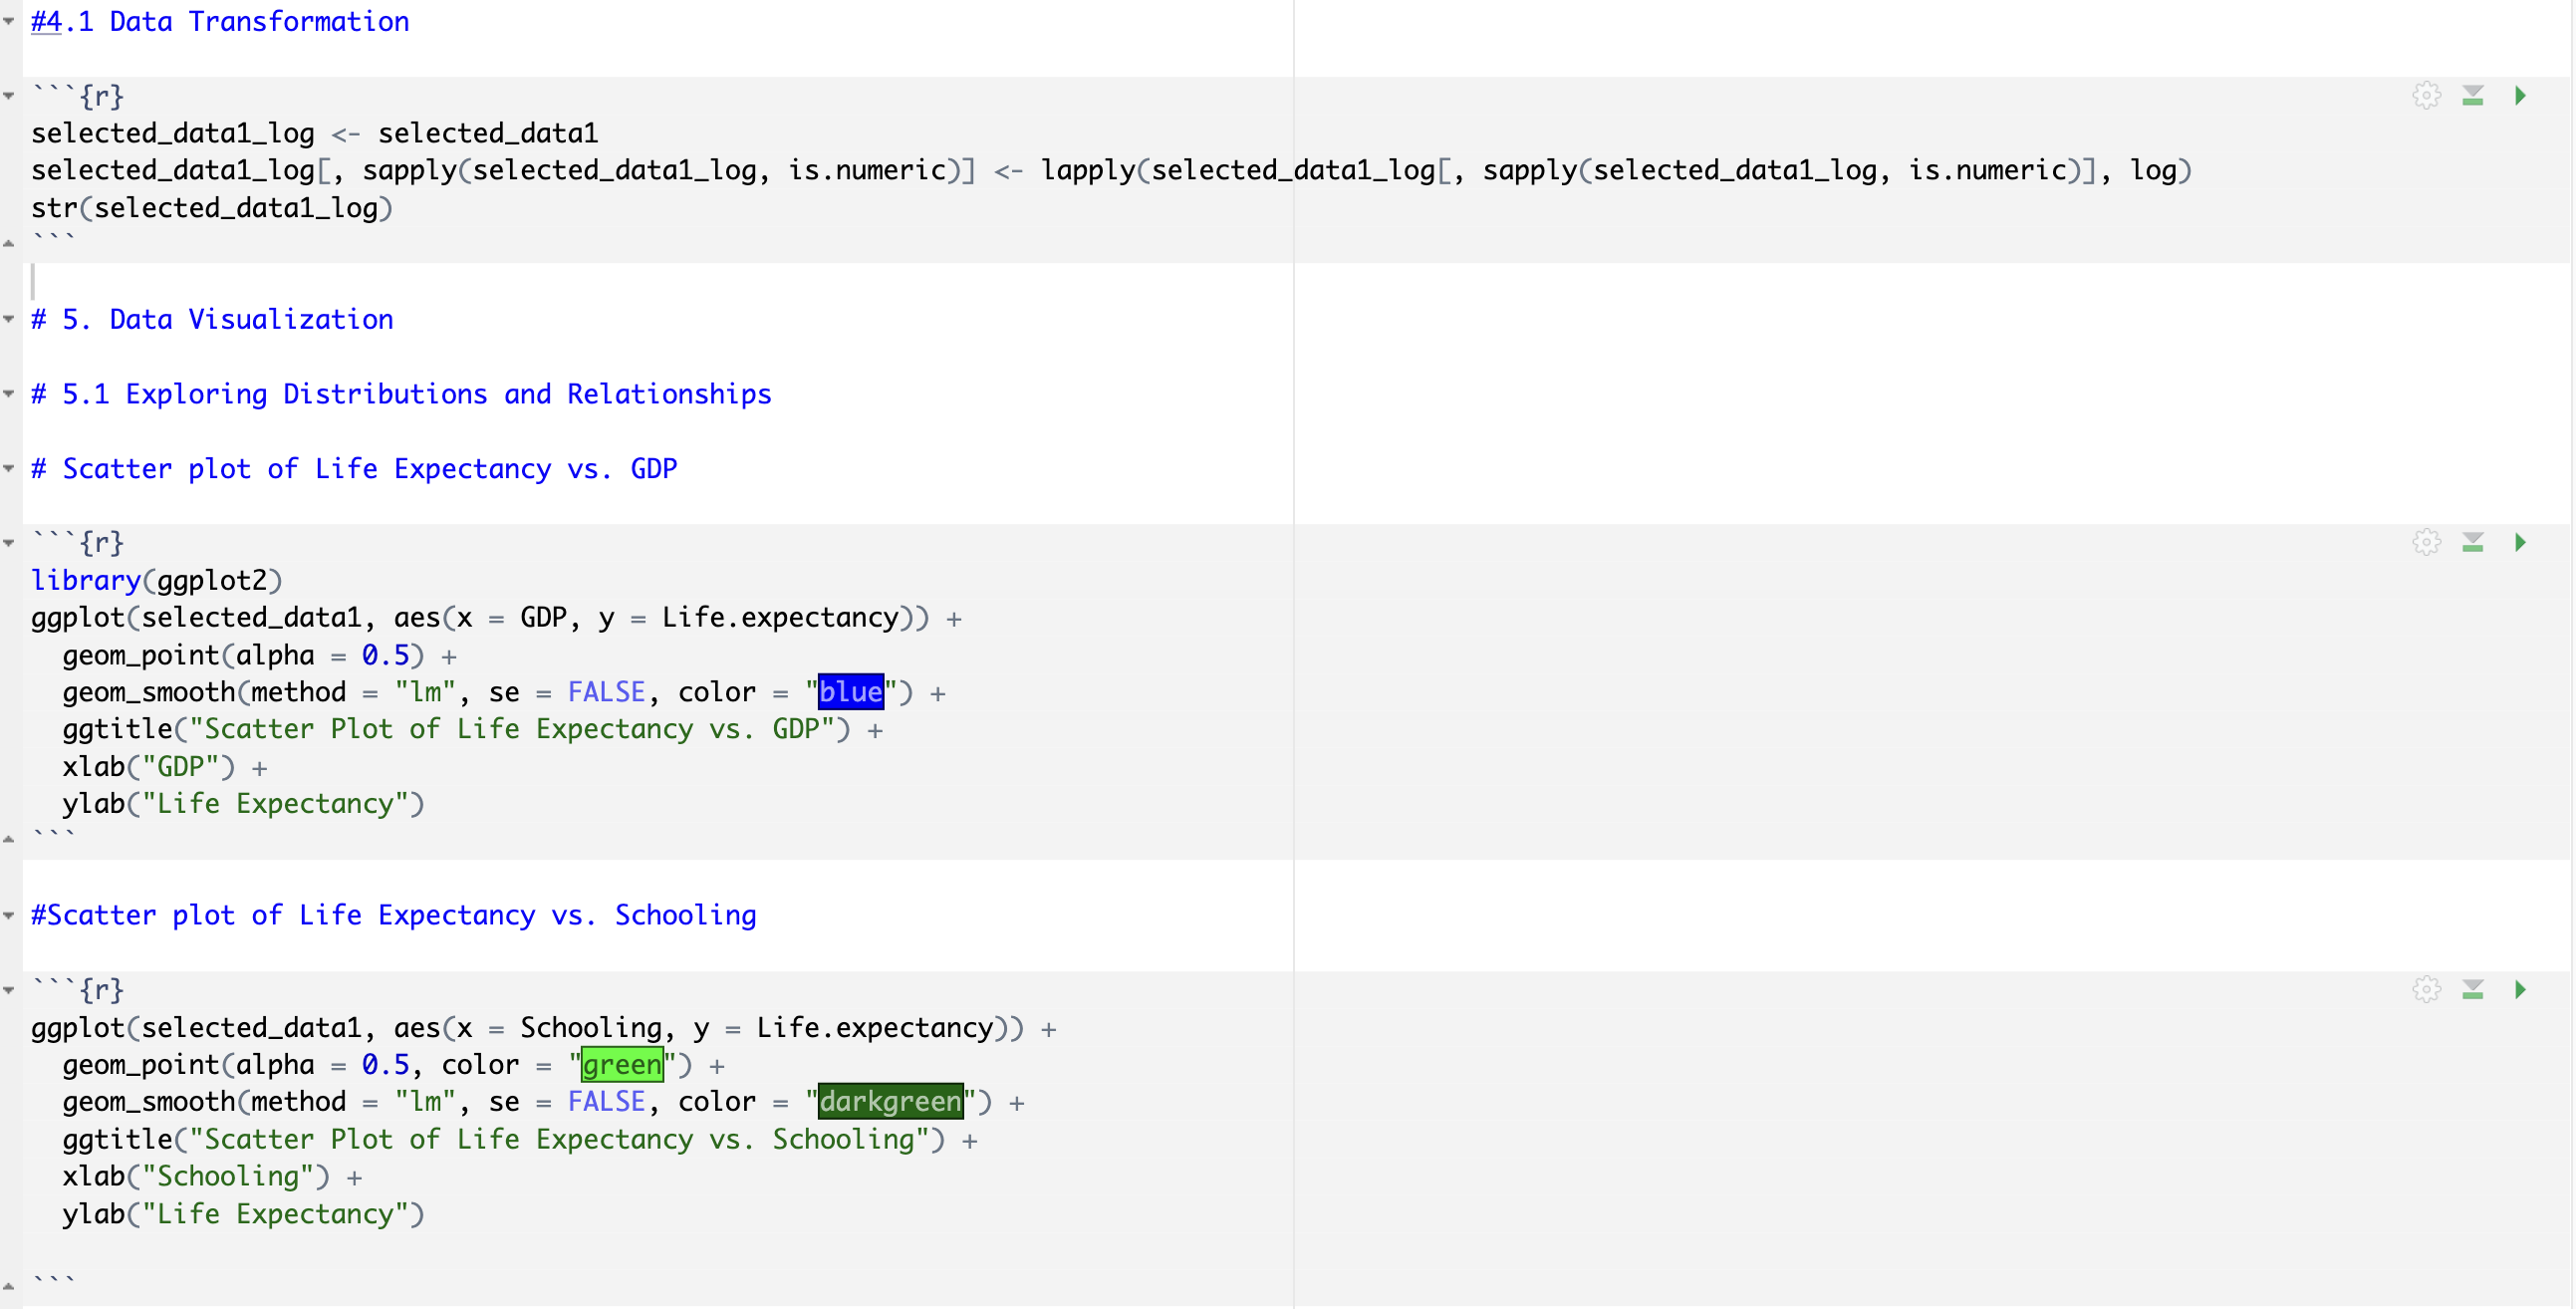 #4.1 Data Transformation
```{r}
selected_data1_log <- selected_data1
selected_data1_log[, sapply(selected_data1_log, is.numeric)] <- lapply(selected_data1_log[, sapply(selected_data1_log, is.numeric)], log)
str(selected_data1_log)
```
# 5. Data Visualization
# 5.1 Exploring Distributions and Relationships
# Scatter plot of Life Expectancy vs. GDP
```{r}
library(ggplot2)
ggplot(selected_data1, aes(x = GDP, y = Life.expectancy)) +
  geom_point(alpha = 0.5) +
  geom_smooth(method = "lm", se = FALSE, color = "blue") +
  ggtitle("Scatter Plot of Life Expectancy vs. GDP") +
  xlab("GDP") +
  ylab("Life Expectancy")
```
#Scatter plot of Life Expectancy vs. Schooling
```{r}
ggplot(selected_data1, aes(x = Schooling, y = Life.expectancy)) +
  geom_point(alpha = 0.5, color = "green") +
  geom_smooth(method = "lm", se = FALSE, color = "darkgreen") +
  ggtitle("Scatter Plot of Life Expectancy vs. Schooling") +
  xlab("Schooling") +
  ylab("Life Expectancy")
```